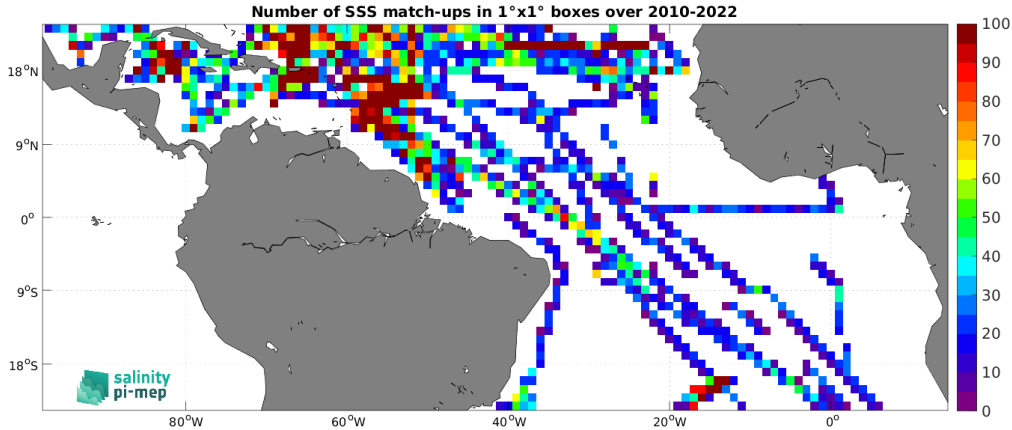 Number of SSS match-ups in 1°x1° boxes over 2010-2022
100
90
80
70
60
50
40
30
20
10
0
18°N
9°N
0°
9°S
18°S
80°W
60°W
40°W
20°W
0°
salinity
pi-mep